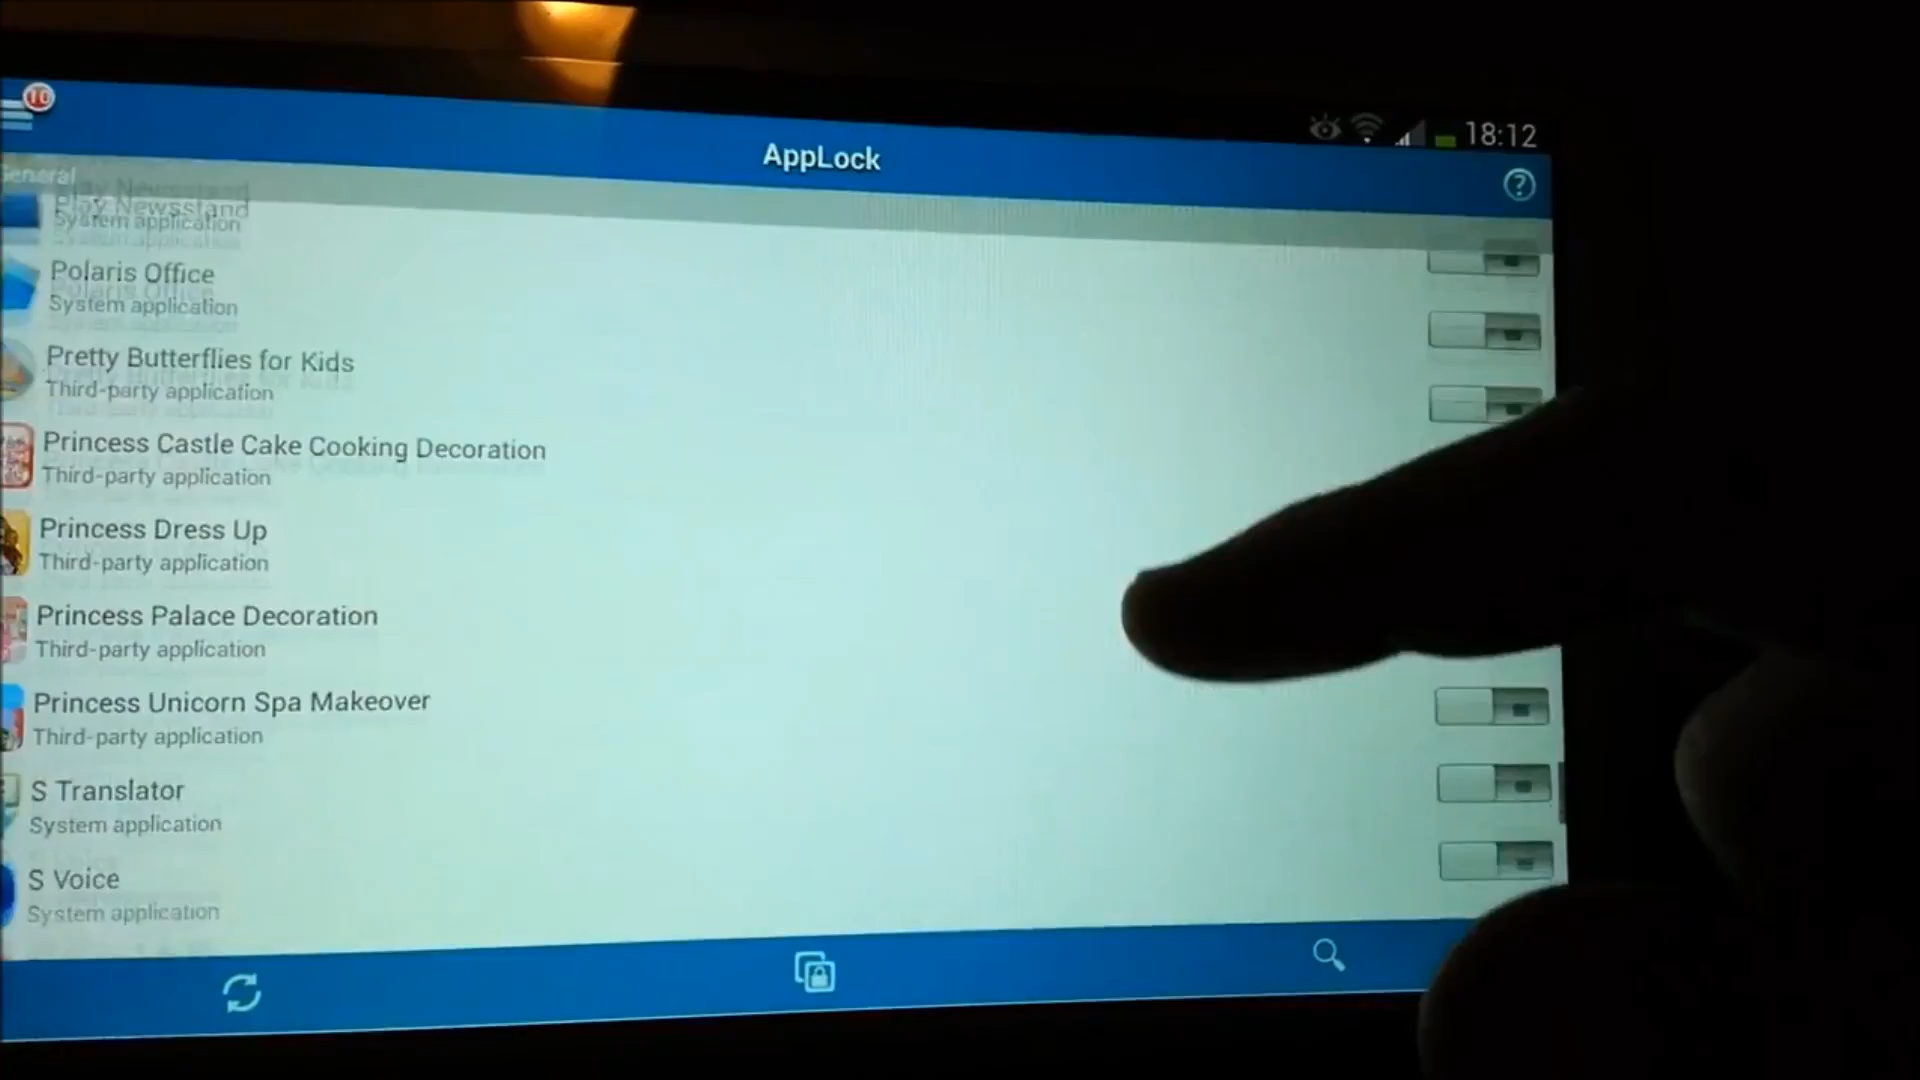 10
18:12
AppLock
General
Play Newsstand
System application
Polaris Office
System application
Pretty Butterflies for Kids
Third-party application
Princess Castle Cake Cooking Decoration
Third-party application
Princess Dress Up
Third-party application
Princess Palace Decoration
Third-party application
Princess Unicorn Spa Makeover
Third-party application
S Translator
System application
S Voice
System application